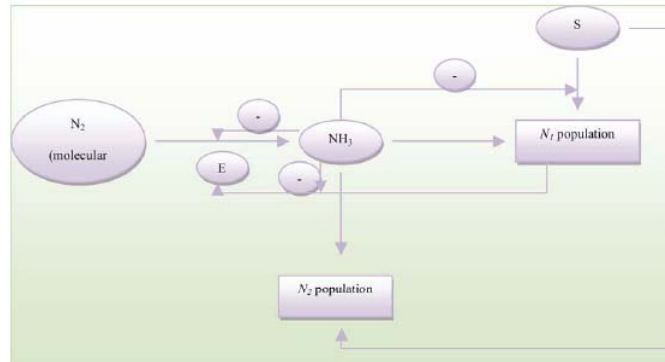 S
-
N₂
(molecular
-
NH₃
N₁ population
E
-
N₂ population